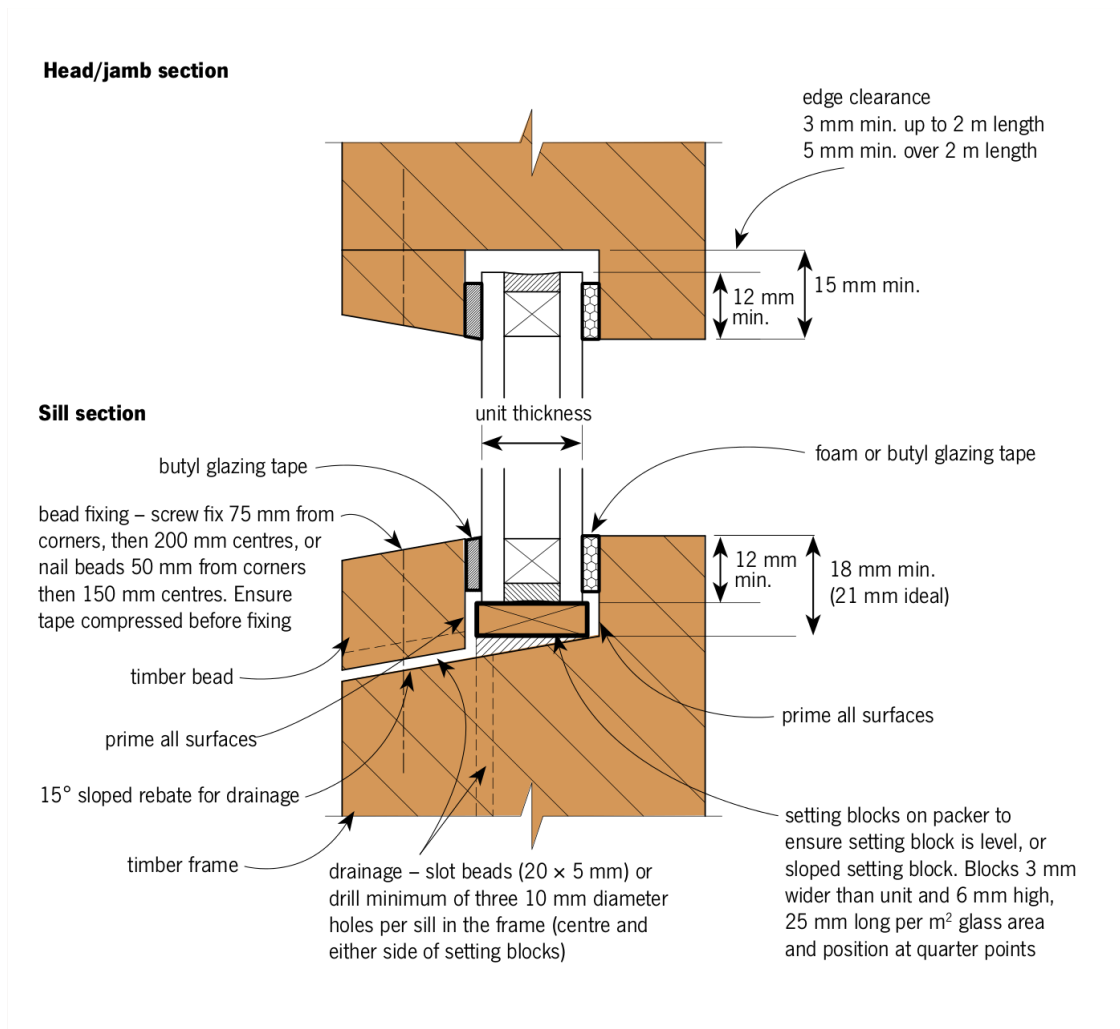 Head/jamb section
edge clearance
3 mm min. up to 2 m length
5 mm min. over 2 m length
12 mm
min.
15 mm min.
Sill section
unit thickness
butyl glazing tape
foam or butyl glazing tape
bead fixing – screw fix 75 mm from
corners, then 200 mm centres, or
nail beads 50 mm from corners
then 150 mm centres. Ensure
tape compressed before fixing
12 mm
min.
18 mm min.
(21 mm ideal)
timber bead
prime all surfaces
prime all surfaces
15° sloped rebate for drainage
timber frame
drainage – slot beads (20 × 5 mm) or
drill minimum of three 10 mm diameter
holes per sill in the frame (centre and
either side of setting blocks)
setting blocks on packer to
ensure setting block is level, or
sloped setting block. Blocks 3 mm
wider than unit and 6 mm high,
25 mm long per m² glass area
and position at quarter points